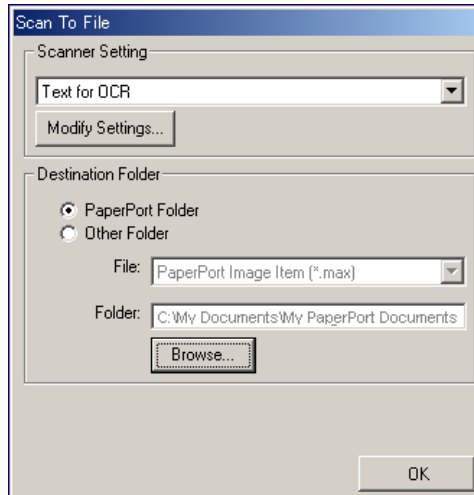 Scan To File
Scanner Setting
Text for OCR
Modify Settings...
Destination Folder
PaperPort Folder
Other Folder
File: PaperPort Image Item (*.max)
Folder: C:\My Documents\My PaperPort Documents
Browse...
OK